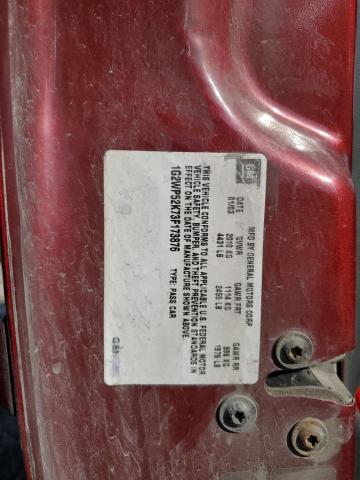 GM
MFD BY GENERAL MOTORS CORP
DATE GVWR GAWR FRT GAWR RR
01/03 2010 KG 1114 KG 896 KG
4431 LB 2455 LB 1976 LB
THIS VEHICLE CONFORMS TO ALL APPLICABLE U.S. FEDERAL MOTOR
VEHICLE SAFETY, BUMPER, AND THEFT PREVENTION STANDARDS IN
EFFECT ON THE DATE OF MANUFACTURE SHOWN ABOVE.
1G2WP52K73F173876 TYPE: PASS CAR